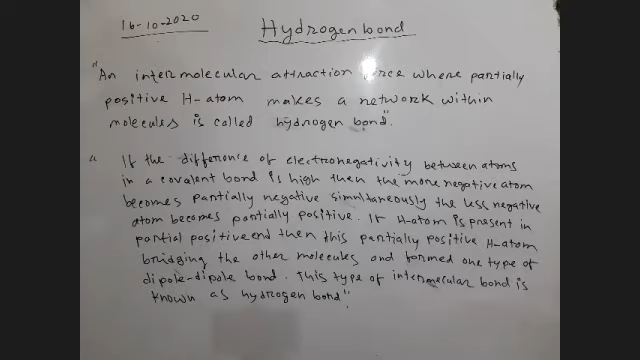 16-10-2020
Hydrogen bond
"An intermolecular attraction force where partially
positive H-atom makes a network within
molecules is called hydrogen bond".
" If the difference of electronegativity between atoms
in a covalent bond is high then the more negative atom
becomes partially negative simultaneously the less negative
atom becomes partially positive. If H-atom is present in
partial positive end then this partially positive H-atom
bridging the other molecules and formed one type of
dipole-dipole bond. This type of intermecular bond is
known as hydrogen bond".